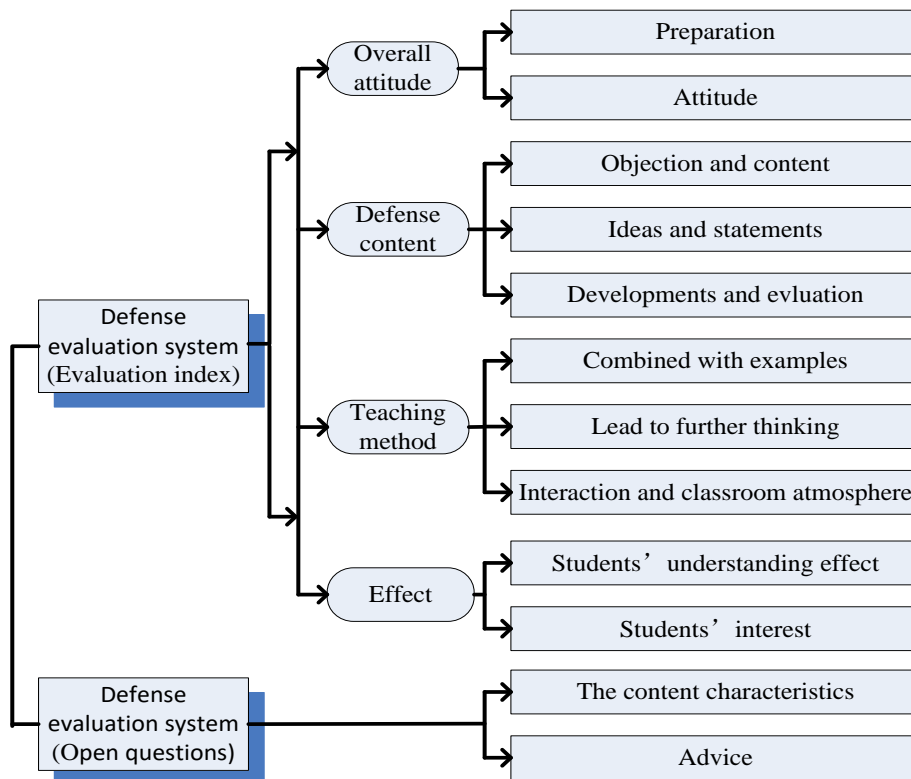 Overall
attitude
Preparation
Attitude
Defense
content
Objection and content
Ideas and statements
Developments and evluation
Defense
evaluation system
(Evaluation index)
Teaching
method
Combined with examples
Lead to further thinking
Interaction and classroom atmosphere
Effect
Students’ understanding effect
Students’ interest
Defense
evaluation system
(Open questions)
The content characteristics
Advice